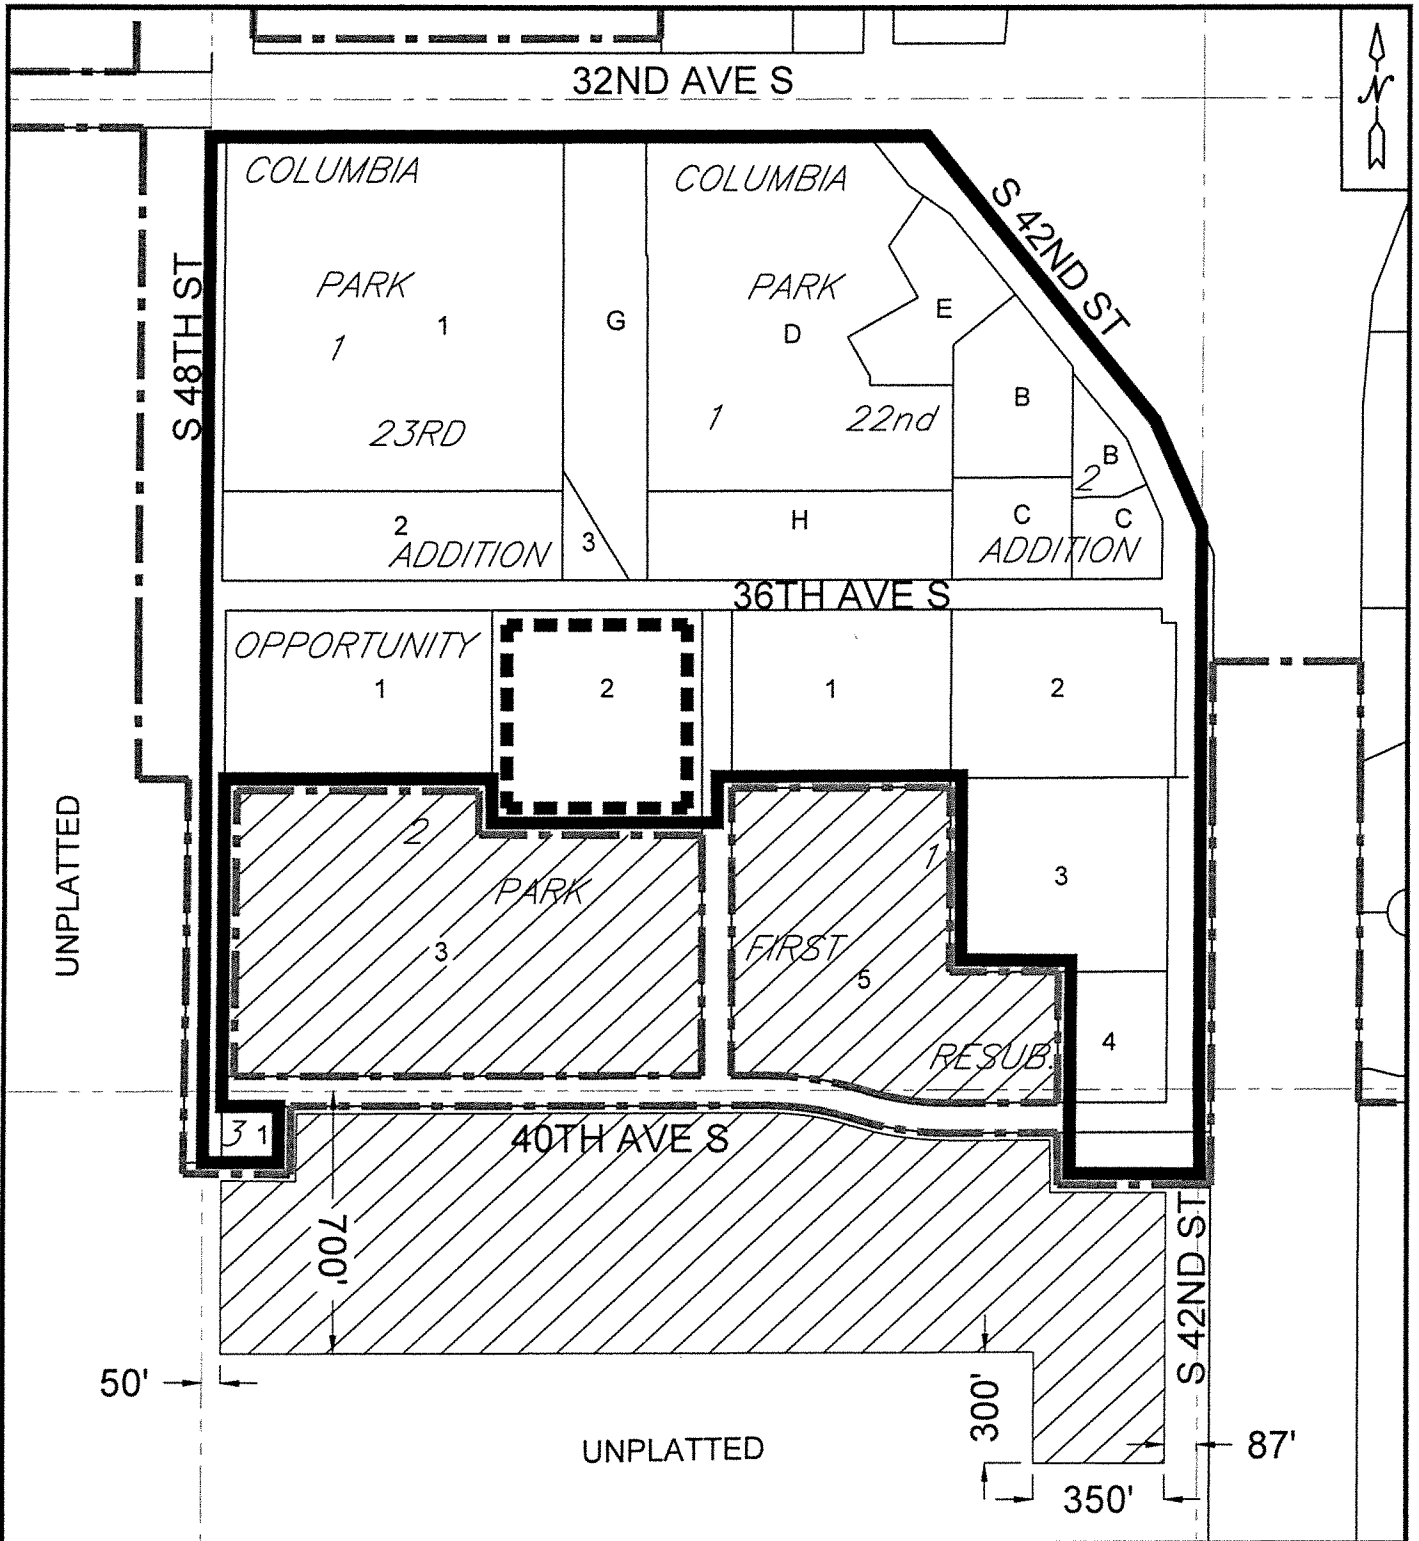 32ND AVE S
N
COLUMBIA
COLUMBIA
S 42ND ST
PARK
PARK
S 48TH ST
1
1
G
D
E
B
1
22nd
23RD
B
2
2
ADDITION
3
H
C
C
ADDITION
36TH AVE S
OPPORTUNITY
1
2
1
2
UNPLATTED
2
PARK
3
1
FIRST
5
3
RESUB.
4
3
1
40TH AVE S
700'
S 42ND ST
50'
300'
UNPLATTED
87'
350'